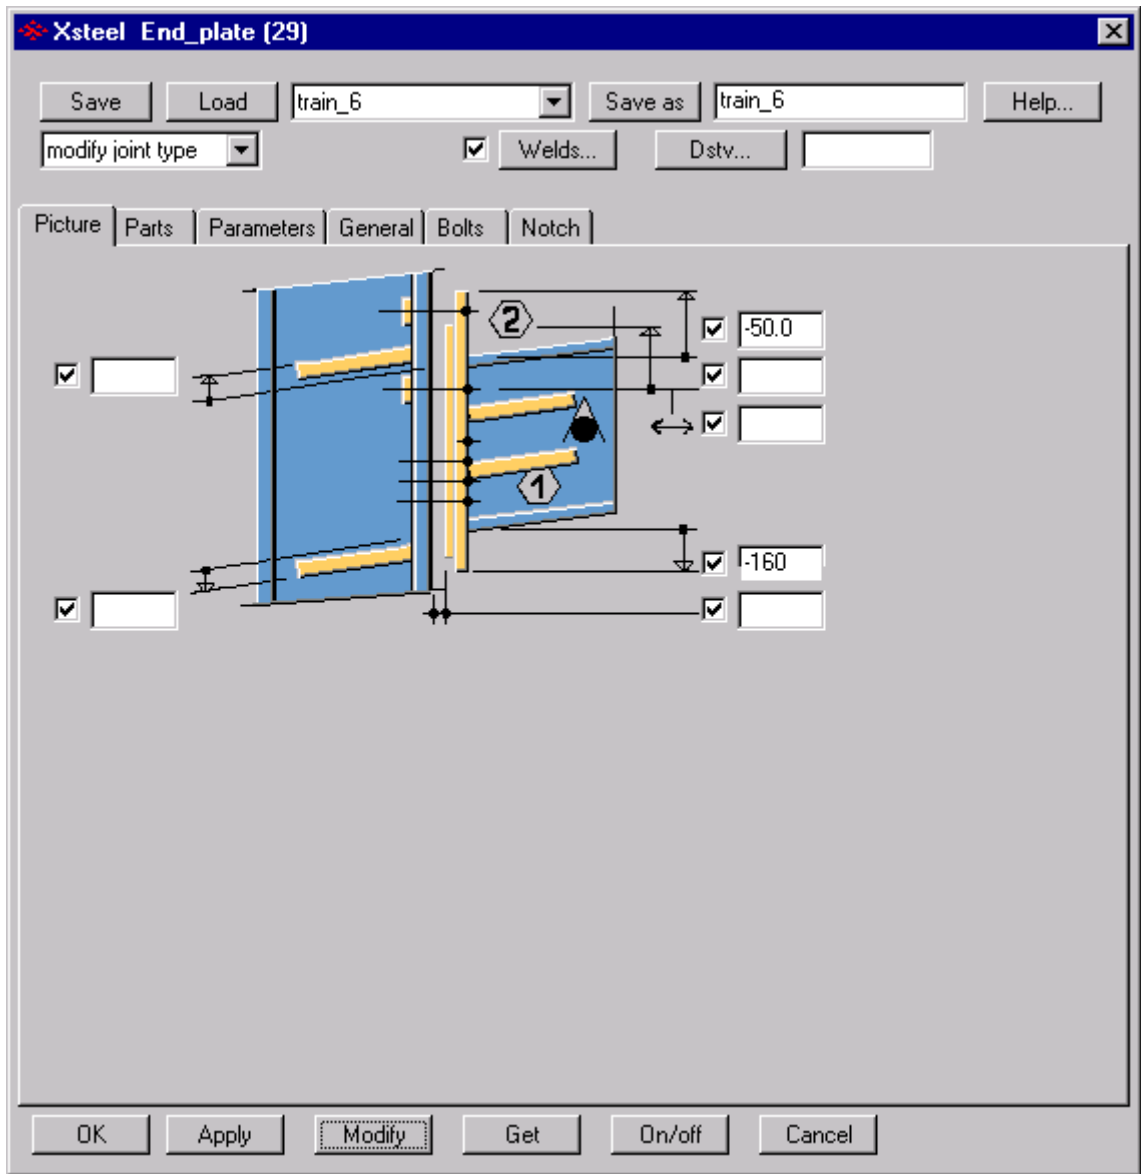 Xsteel End_plate (29)
Save Load train_6 Save as train_6 Help...
modify joint type Welds... Dstv...
Picture Parts Parameters General Bolts Notch
2
-50.0
1
-160
OK Apply Modify Get On/off Cancel